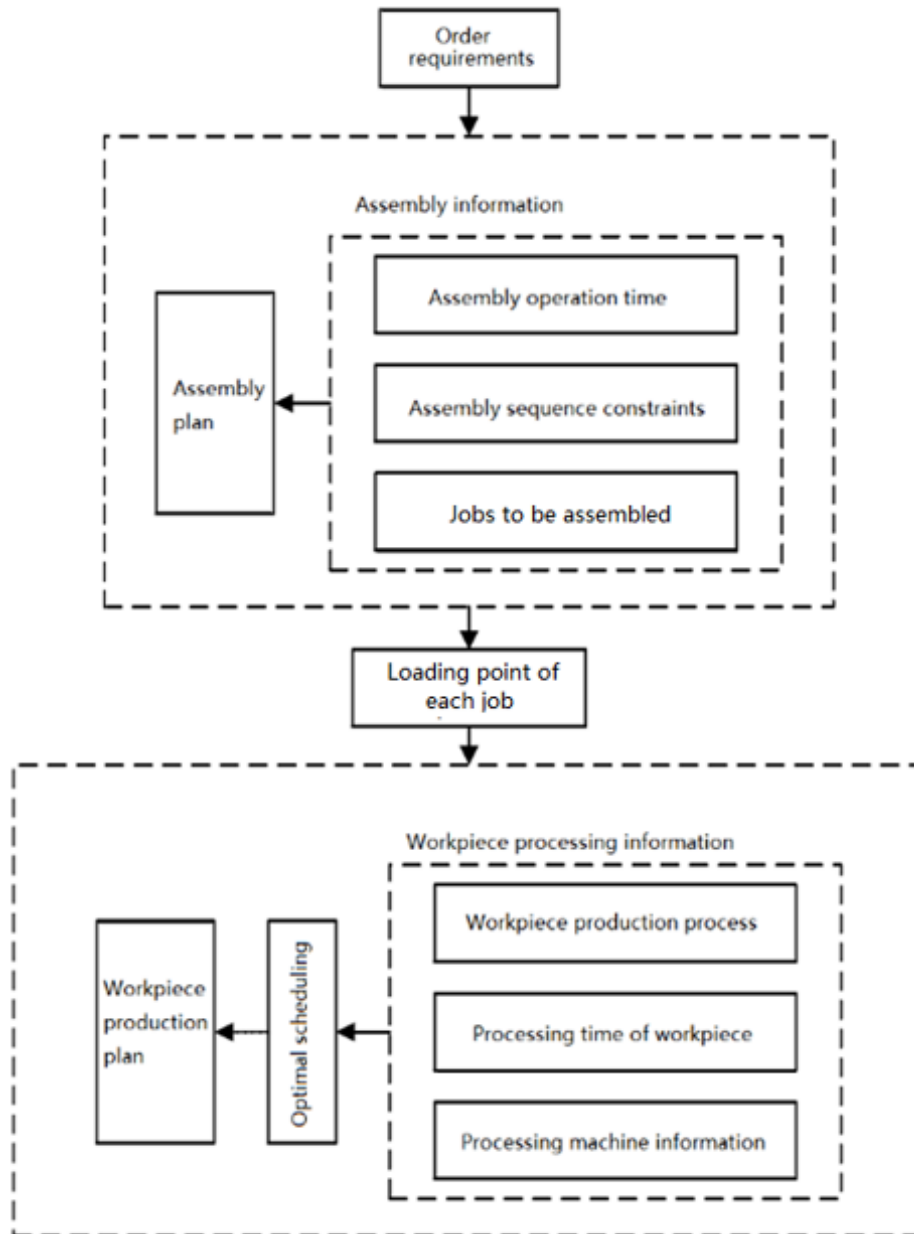 Order
requirements
Assembly information
Assembly operation time
Assembly
plan
Assembly sequence constraints
Jobs to be assembled
Loading point of
each job
Workpiece processing information
Workpiece production process
Workpiece
production
plan
Optimal scheduling
Processing time of workpiece
Processing machine information